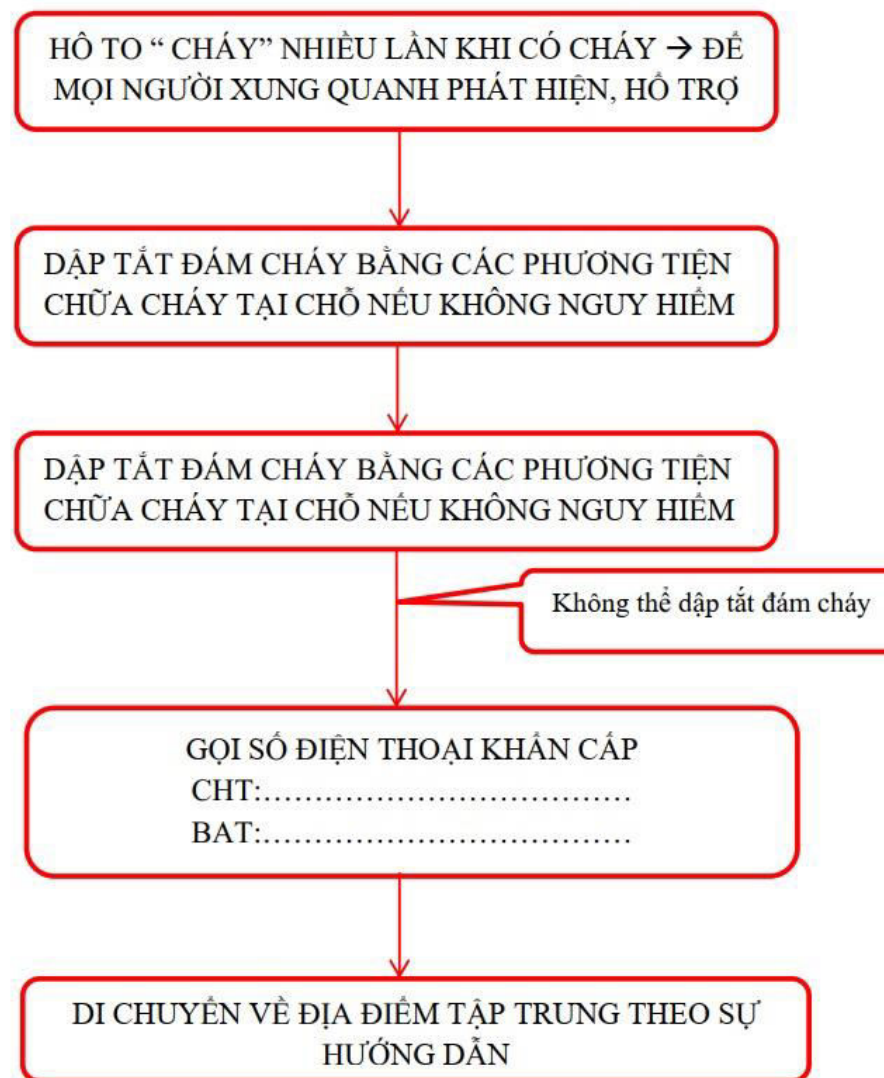 HÔ TO “ CHÁY” NHIỀU LẦN KHI CÓ CHÁY → ĐỂ
MỌI NGƯỜI XUNG QUANH PHÁT HIỆN, HỖ TRỢ
DẬP TẮT ĐÁM CHÁY BẰNG CÁC PHƯƠNG TIỆN
CHỮA CHÁY TẠI CHỖ NẾU KHÔNG NGUY HIỂM
DẬP TẮT ĐÁM CHÁY BẰNG CÁC PHƯƠNG TIỆN
CHỮA CHÁY TẠI CHỖ NẾU KHÔNG NGUY HIỂM
Không thể dập tắt đám cháy
GỌI SỐ ĐIỆN THOẠI KHẨN CẤP
CHT:…………………………………
BAT:…………………………………
DI CHUYỂN VỀ ĐỊA ĐIỂM TẬP TRUNG THEO SỰ
HƯỚNG DẪN